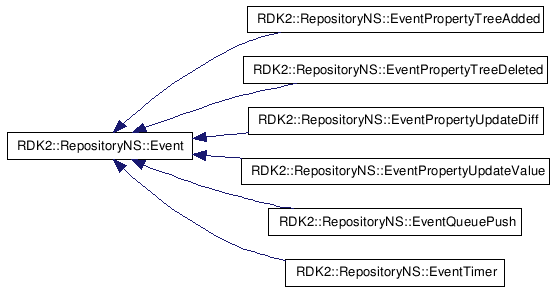 RDK2::RepositoryNS::EventPropertyTreeAdded
RDK2::RepositoryNS::EventPropertyTreeDeleted
RDK2::RepositoryNS::EventPropertyUpdateDiff
RDK2::RepositoryNS::Event
RDK2::RepositoryNS::EventPropertyUpdateValue
RDK2::RepositoryNS::EventQueuePush
RDK2::RepositoryNS::EventTimer